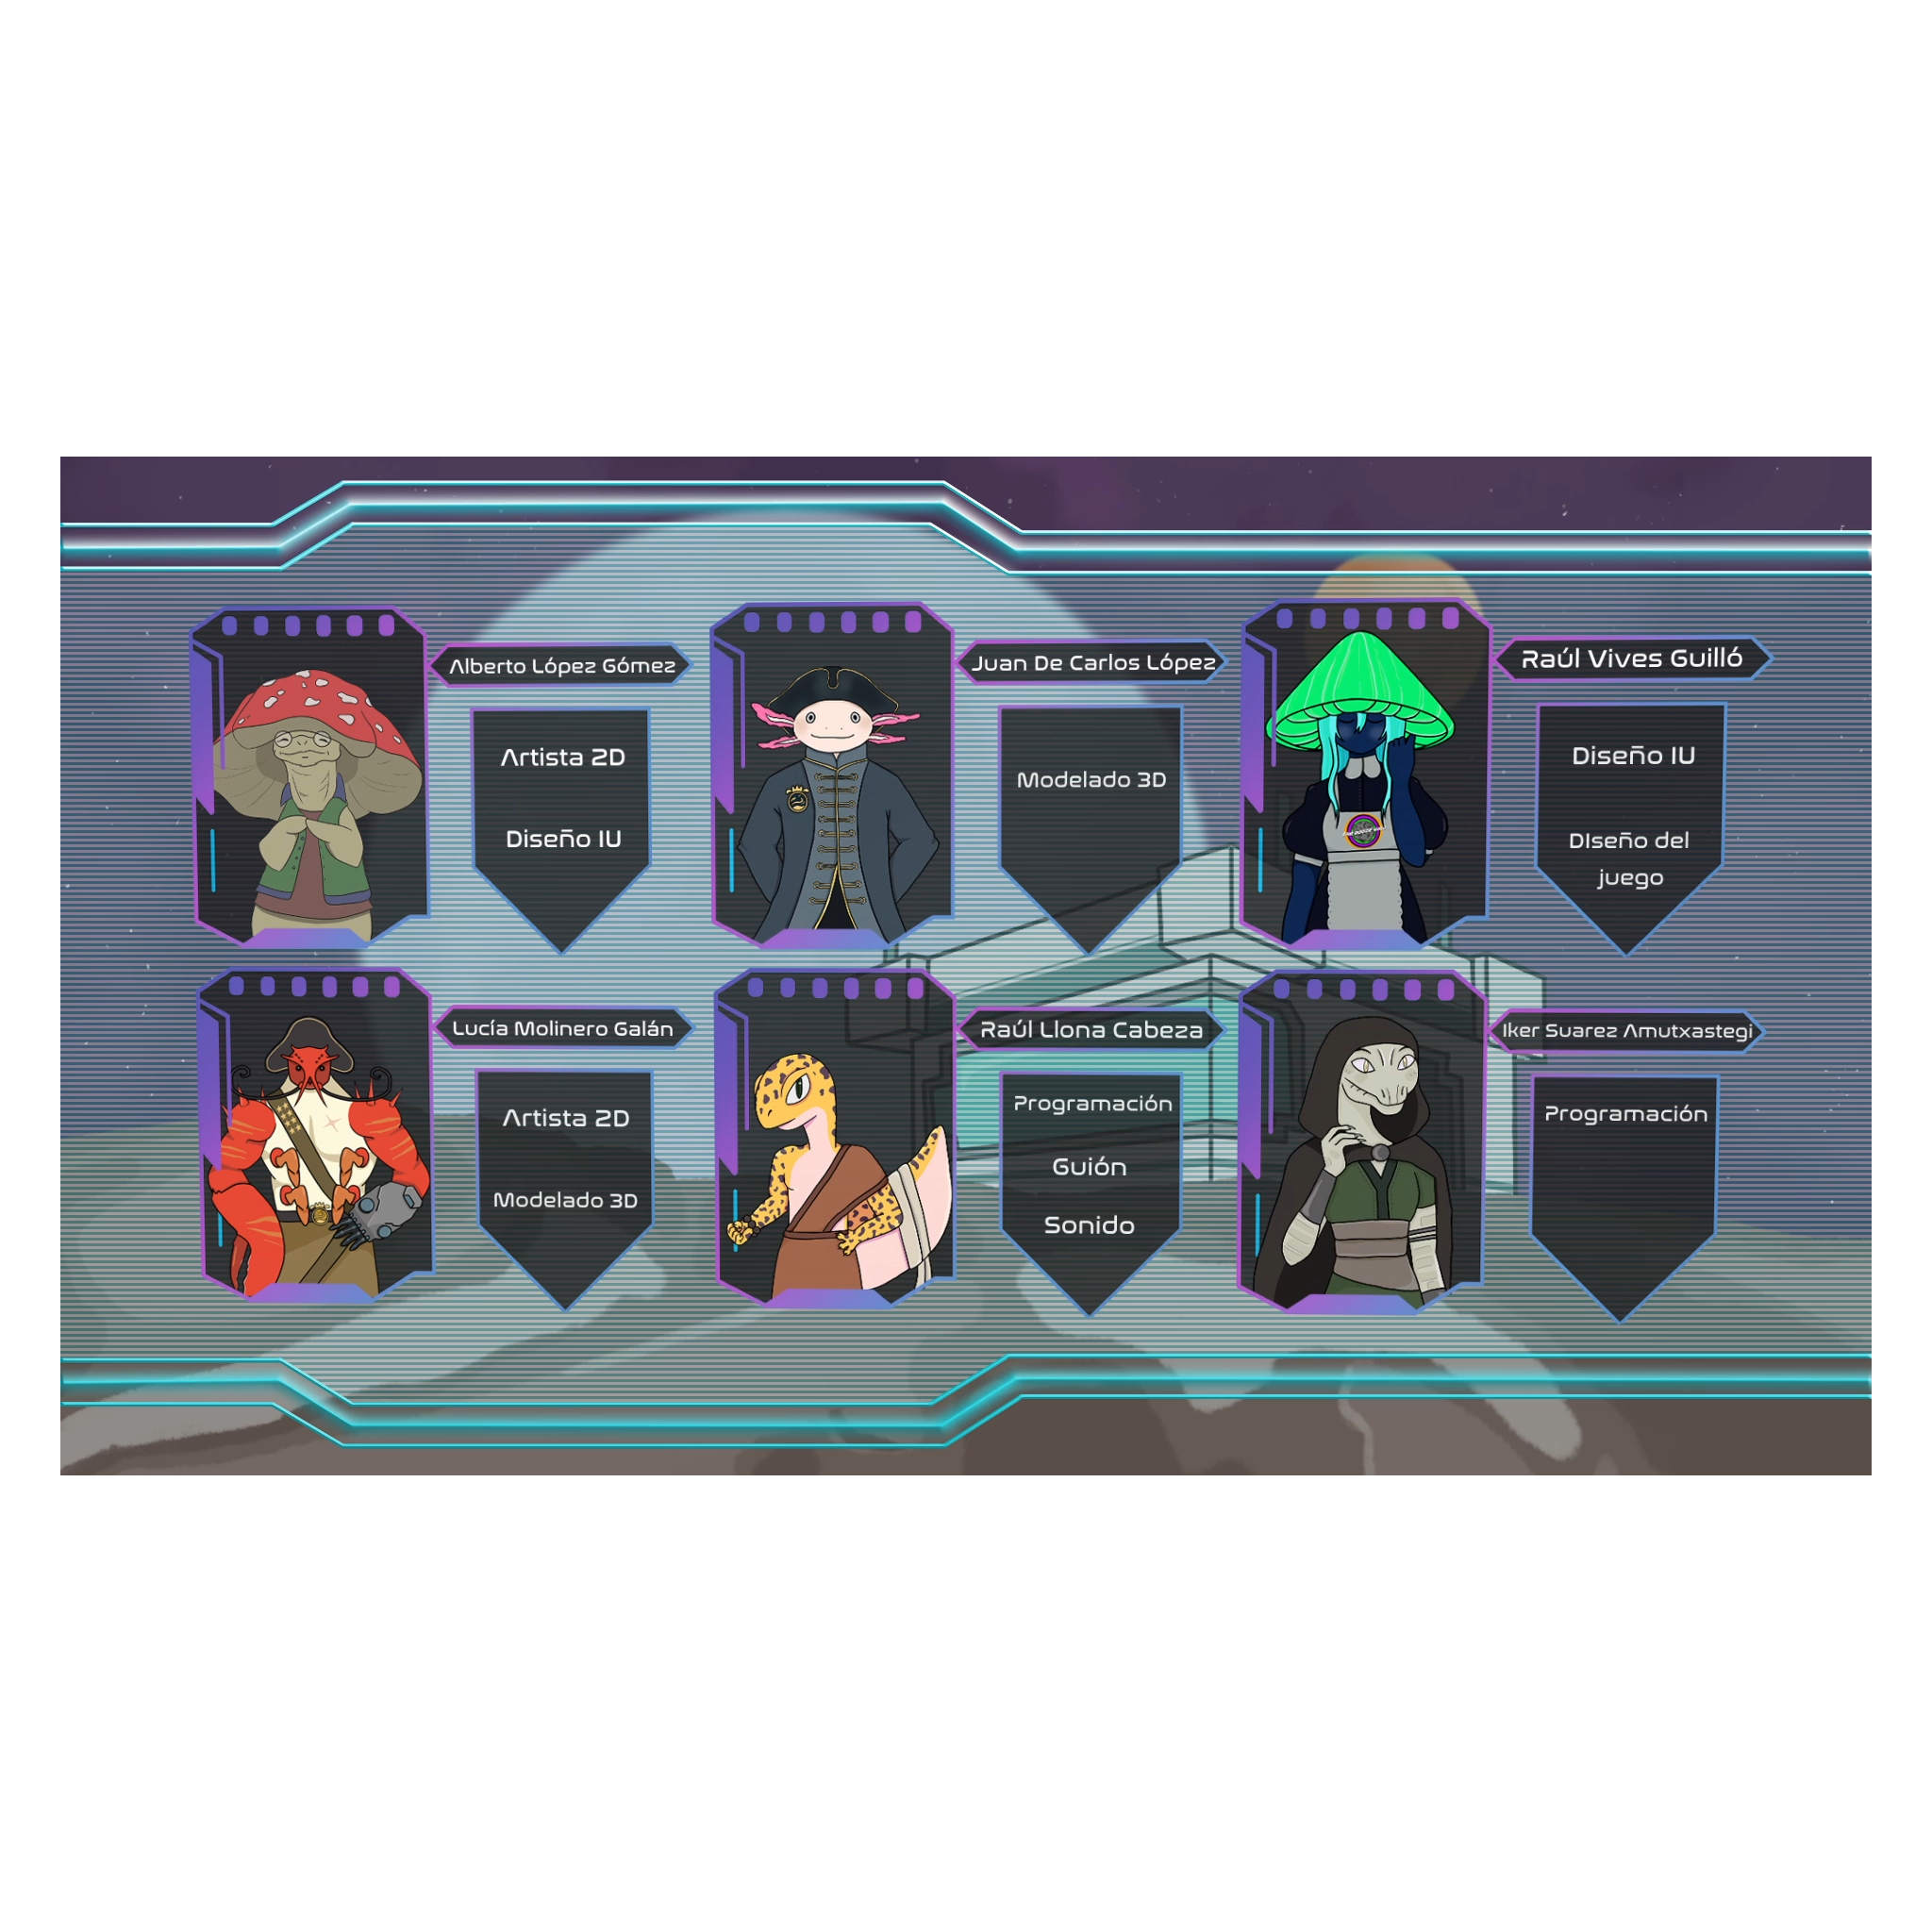 Alberto López Gómez
Artista 2D
Diseño IU
Juan De Carlos López
Modelado 3D
Raúl Vives Guilló
Diseño IU
DIseño del
juego
Lucía Molinero Galán
Artista 2D
Modelado 3D
Raúl Llona Cabeza
Programación
Guión
Sonido
Iker Suarez Amutxastegi
Programación